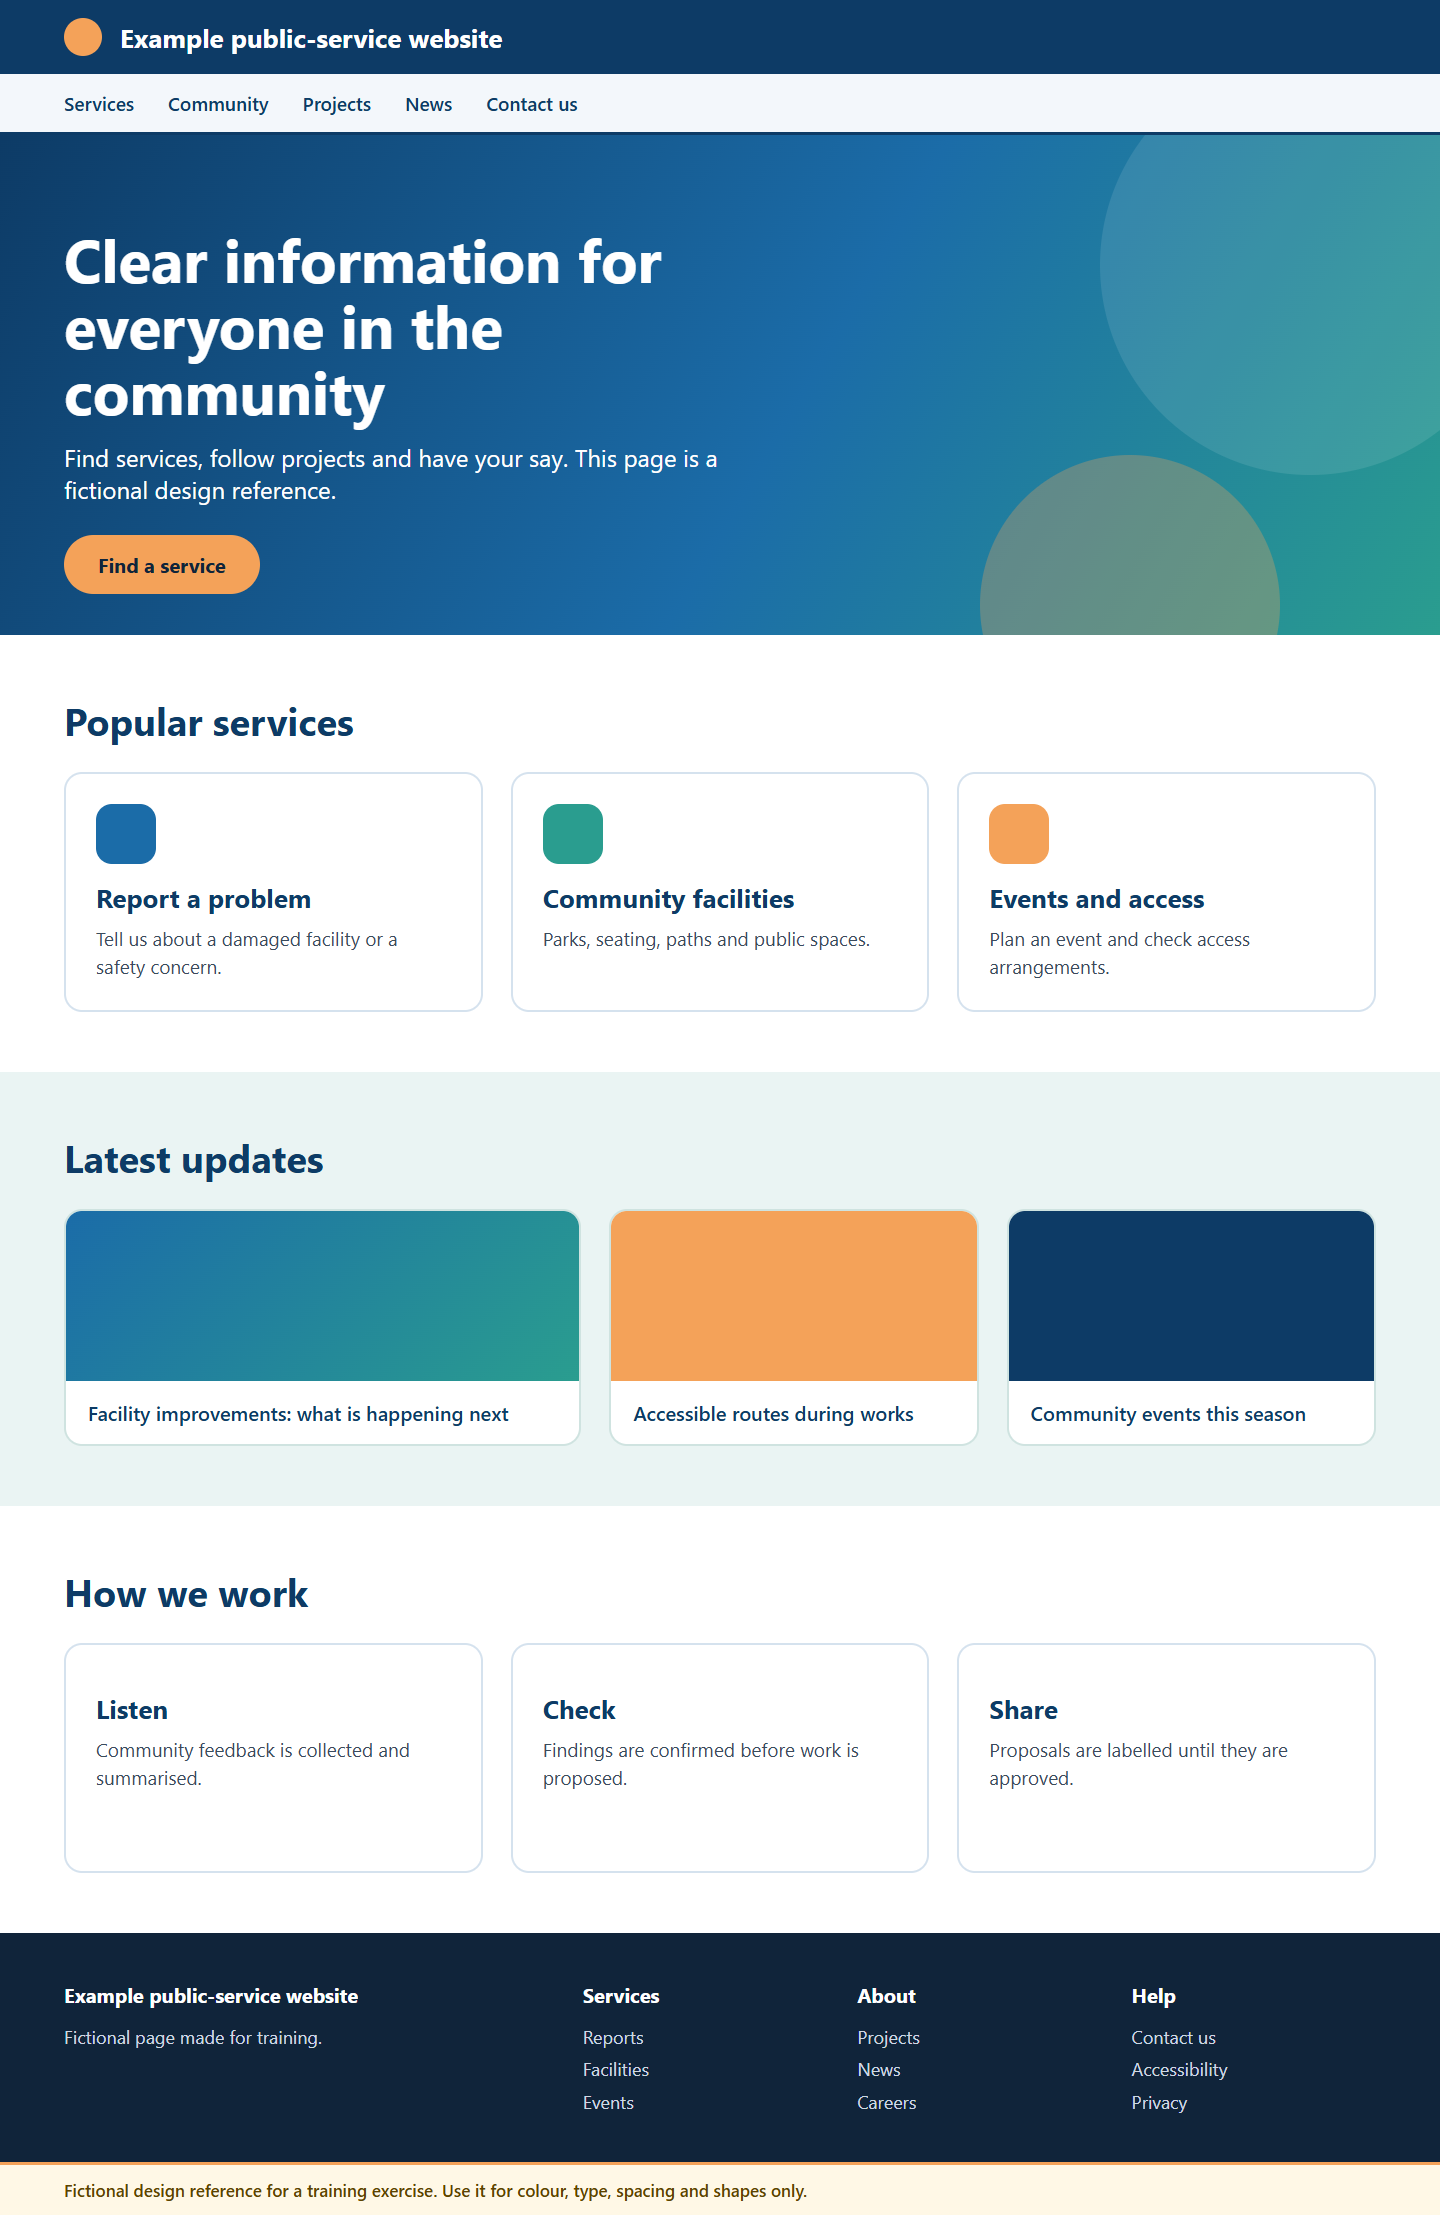 Example public-service website
Services
Community
Projects
News
Contact us
Clear information for
everyone in the
community
Find services, follow projects and have your say. This page is a
fictional design reference.
Find a service
Popular services
Report a problem
Tell us about a damaged facility or a
safety concern.
Community facilities
Parks, seating, paths and public spaces.
Events and access
Plan an event and check access
arrangements.
Latest updates
Facility improvements: what is happening next
Accessible routes during works
Community events this season
How we work
Listen
Community feedback is collected and
summarised.
Check
Findings are confirmed before work is
proposed.
Share
Proposals are labelled until they are
approved.
Example public-service website
Fictional page made for training.
Services
Reports
Facilities
Events
About
Projects
News
Careers
Help
Contact us
Accessibility
Privacy
Fictional design reference for a training exercise. Use it for colour, type, spacing and shapes only.